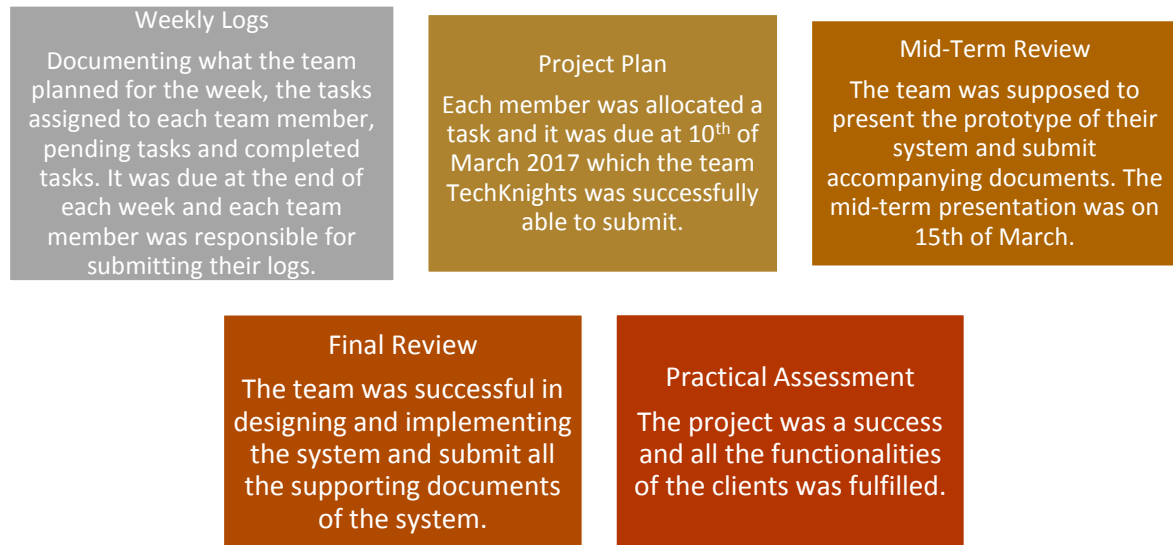 Weekly Logs
Documenting what the team
planned for the week, the tasks
assigned to each team member,
pending tasks and completed
tasks. It was due at the end of
each week and each team
member was responsible for
submitting their logs.
Project Plan
Each member was allocated a
task and it was due at 10th of
March 2017 which the team
TechKnights was successfully
able to submit.
Mid-Term Review
The team was supposed to
present the prototype of their
system and submit
accompanying documents. The
mid-term presentation was on
15th of March.
Final Review
The team was successful in
designing and implementing
the system and submit all
the supporting documents
of the system.
Practical Assessment
The project was a success
and all the functionalities
of the clients was fulfilled.